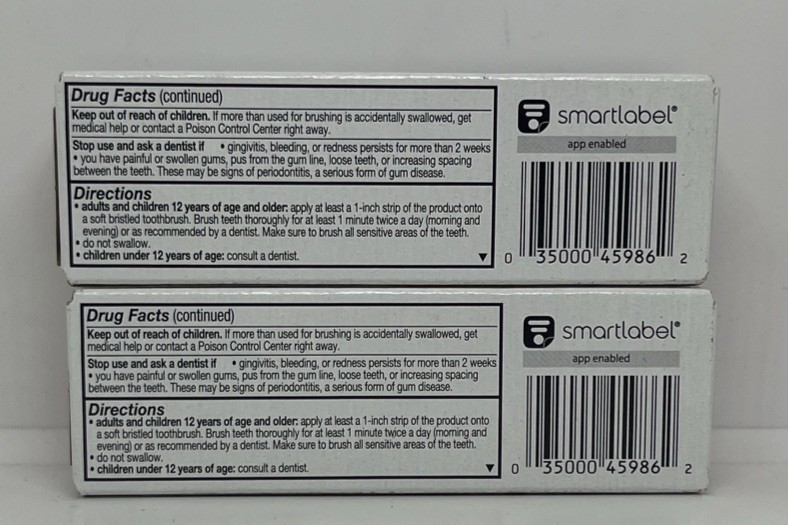 Drug Facts (continued)
Keep out of reach of children. If more than used for brushing is accidentally swallowed, get
medical help or contact a Poison Control Center right away.
Stop use and ask a dentist if • gingivitis, bleeding, or redness persists for more than 2 weeks
• you have painful or swollen gums, pus from the gum line, loose teeth, or increasing spacing
between the teeth. These may be signs of periodontitis, a serious form of gum disease.
Directions
• adults and children 12 years of age and older: apply at least a 1-inch strip of the product onto
a soft bristled toothbrush. Brush teeth thoroughly for at least 1 minute twice a day (morning and
evening) or as recommended by a dentist. Make sure to brush all sensitive areas of the teeth.
• do not swallow.
• children under 12 years of age: consult a dentist. ▼
smartlabel®
app enabled
0 35000 45986 2
Drug Facts (continued)
Keep out of reach of children. If more than used for brushing is accidentally swallowed, get
medical help or contact a Poison Control Center right away.
Stop use and ask a dentist if • gingivitis, bleeding, or redness persists for more than 2 weeks
• you have painful or swollen gums, pus from the gum line, loose teeth, or increasing spacing
between the teeth. These may be signs of periodontitis, a serious form of gum disease.
Directions
• adults and children 12 years of age and older: apply at least a 1-inch strip of the product onto
a soft bristled toothbrush. Brush teeth thoroughly for at least 1 minute twice a day (morning and
evening) or as recommended by a dentist. Make sure to brush all sensitive areas of the teeth.
• do not swallow.
• children under 12 years of age: consult a dentist. ▼
smartlabel®
app enabled
0 35000 45986 2